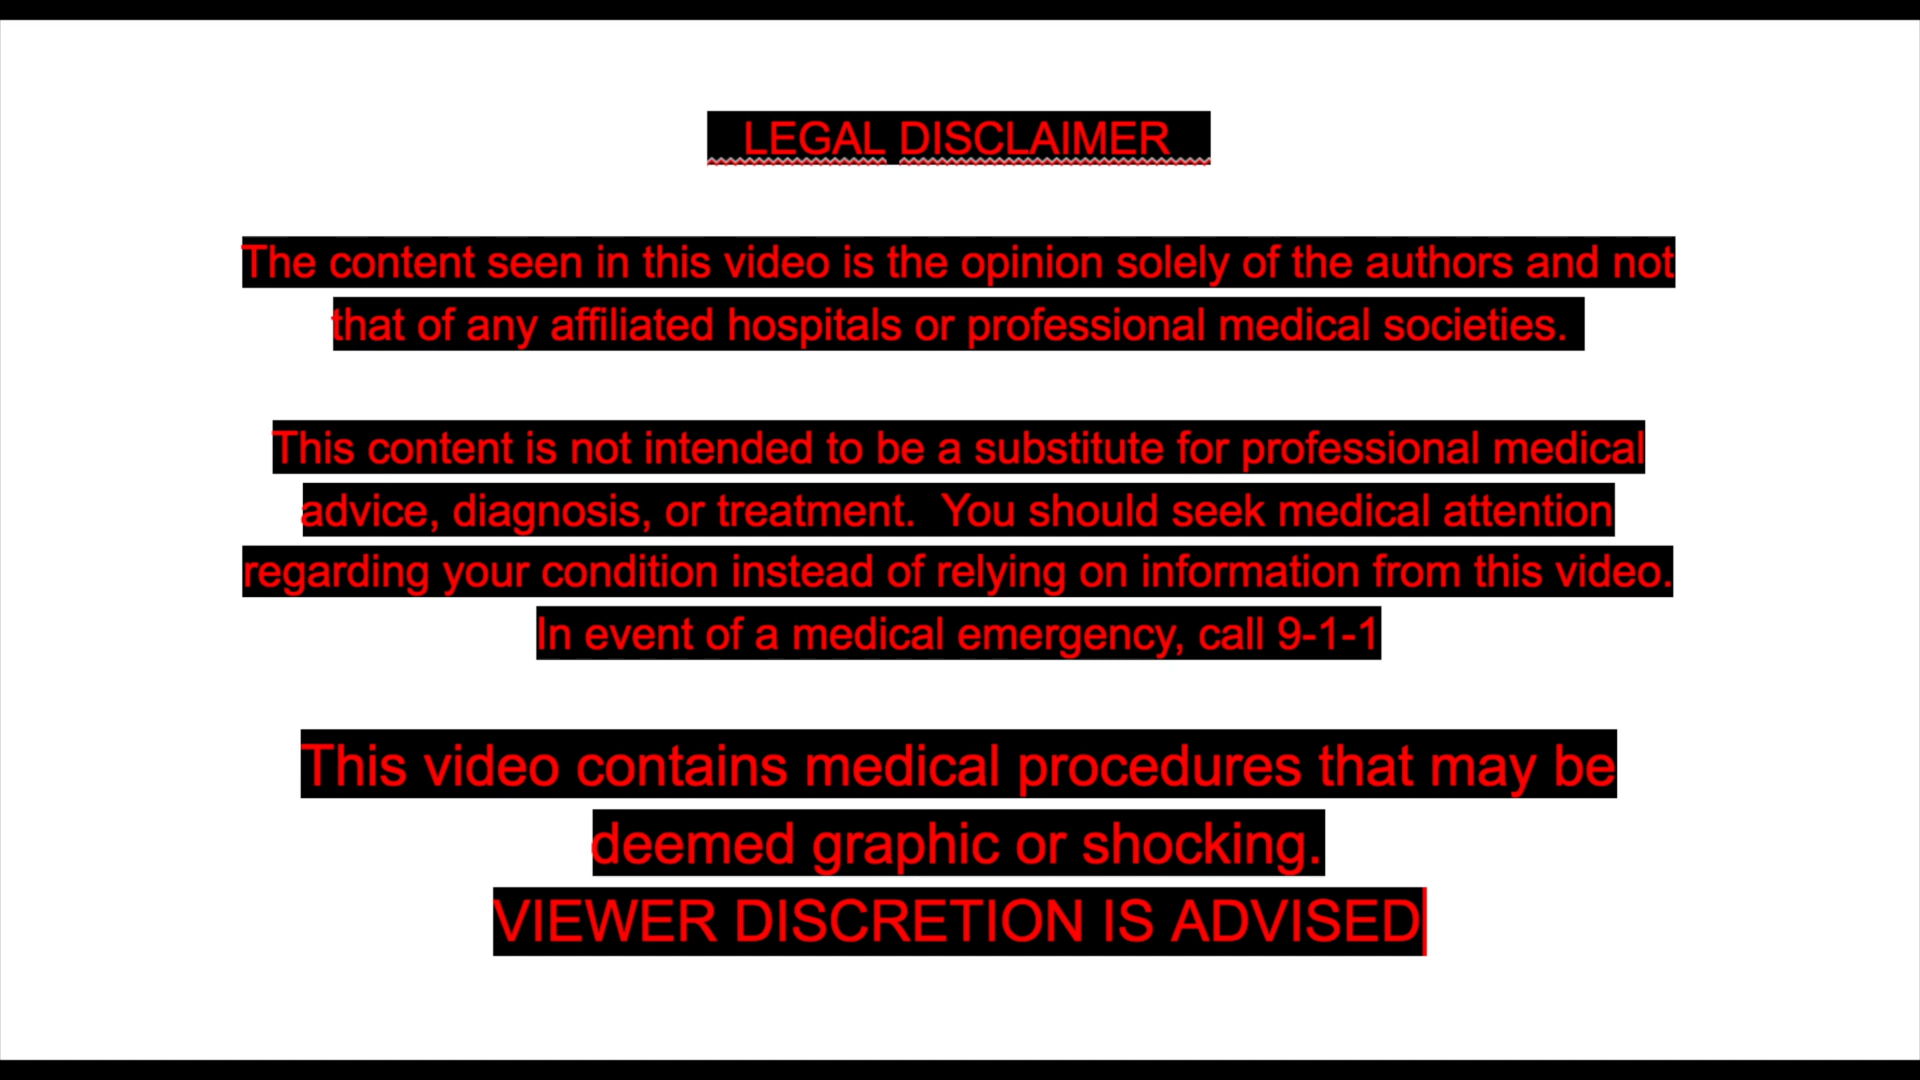 LEGAL DISCLAIMER
The content seen in this video is the opinion solely of the authors and not
that of any affiliated hospitals or professional medical societies.
This content is not intended to be a substitute for professional medical
advice, diagnosis, or treatment.  You should seek medical attention
regarding your condition instead of relying on information from this video.
In event of a medical emergency, call 9-1-1
This video contains medical procedures that may be
deemed graphic or shocking.
VIEWER DISCRETION IS ADVISED